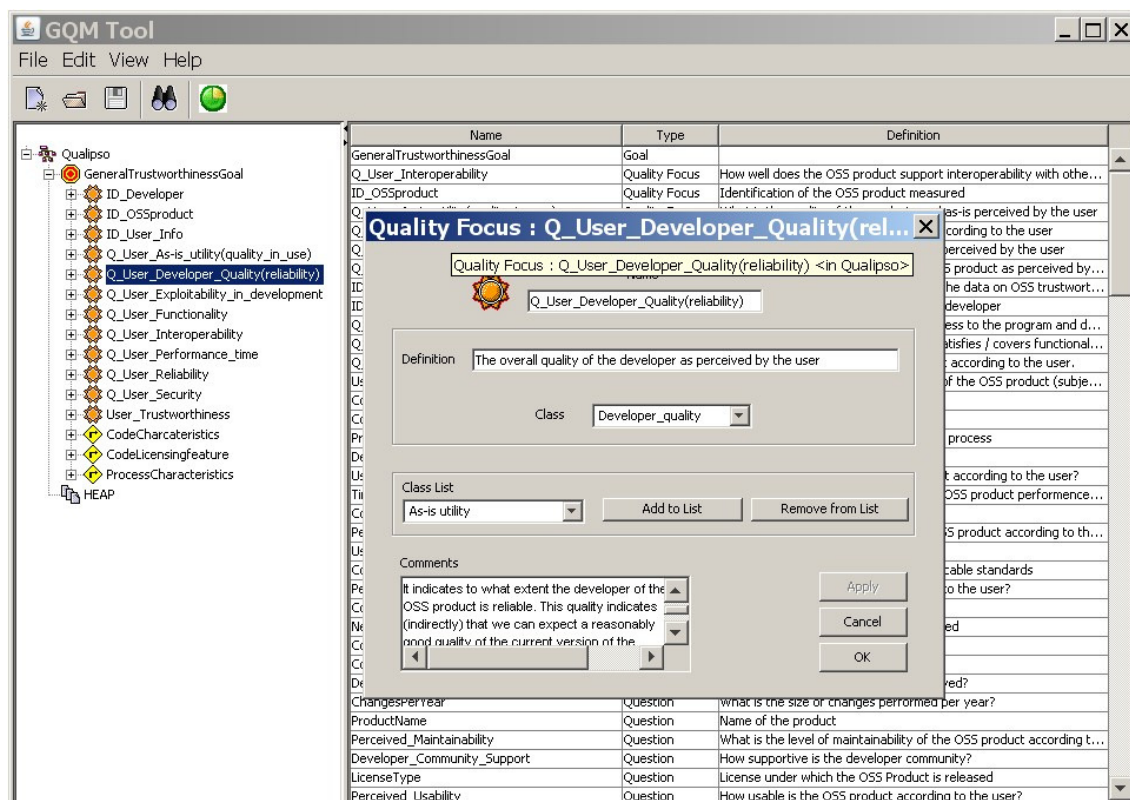 GQM Tool
File Edit View Help
Qualipso
GeneralTrustworthinessGoal
ID_Developer
ID_OSSproduct
ID_User_Info
Q_User_As-is_utility(quality_in_use)
Q_User_Developer_Quality(reliability)
Q_User_Exploitability_in_development
Q_User_Functionality
Q_User_Interoperability
Q_User_Performance_time
Q_User_Reliability
Q_User_Security
User_Trustworthiness
CodeCharcateristics
CodeLicensingfeature
ProcessCharacteristics
HEAP
Name Type Definition
GeneralTrustworthinessGoal Goal
Q_User_Interoperability Quality Focus How well does the OSS product support interoperability with othe...
ID_OSSproduct Quality Focus Identification of the OSS product measured
as-is perceived by the user
cording to the user
perceived by the user
product as perceived by...
he data on OSS trustwort...
developer
ess to the program and d...
atisfies / covers functional...
according to the user.
of the OSS product (subje...
process
t according to the user?
OSS product performence...
product according to th...
cable standards
to the user?
ed
ved?
Quality Focus : Q_User_Developer_Quality(rel...
Quality Focus : Q_User_Developer_Quality(reliability) <in Qualipso>
Name
Q_User_Developer_Quality(reliability)
Definition The overall quality of the developer as perceived by the user
Class Developer_quality
Class List
As-is utility Add to List Remove from List
Comments
It indicates to what extent the developer of the
OSS product is reliable. This quality indicates
(indirectly) that we can expect a reasonably
good quality of the current version of the
Apply
Cancel
OK
ChangesPerYear Question What is the size of changes performed per year?
ProductName Question Name of the product
Perceived_Maintainability Question What is the level of maintainability of the OSS product according t...
Developer_Community_Support Question How supportive is the developer community?
LicenseType Question License under which the OSS Product is released
Perceived_Usability Question How usable is the OSS product according to the user?